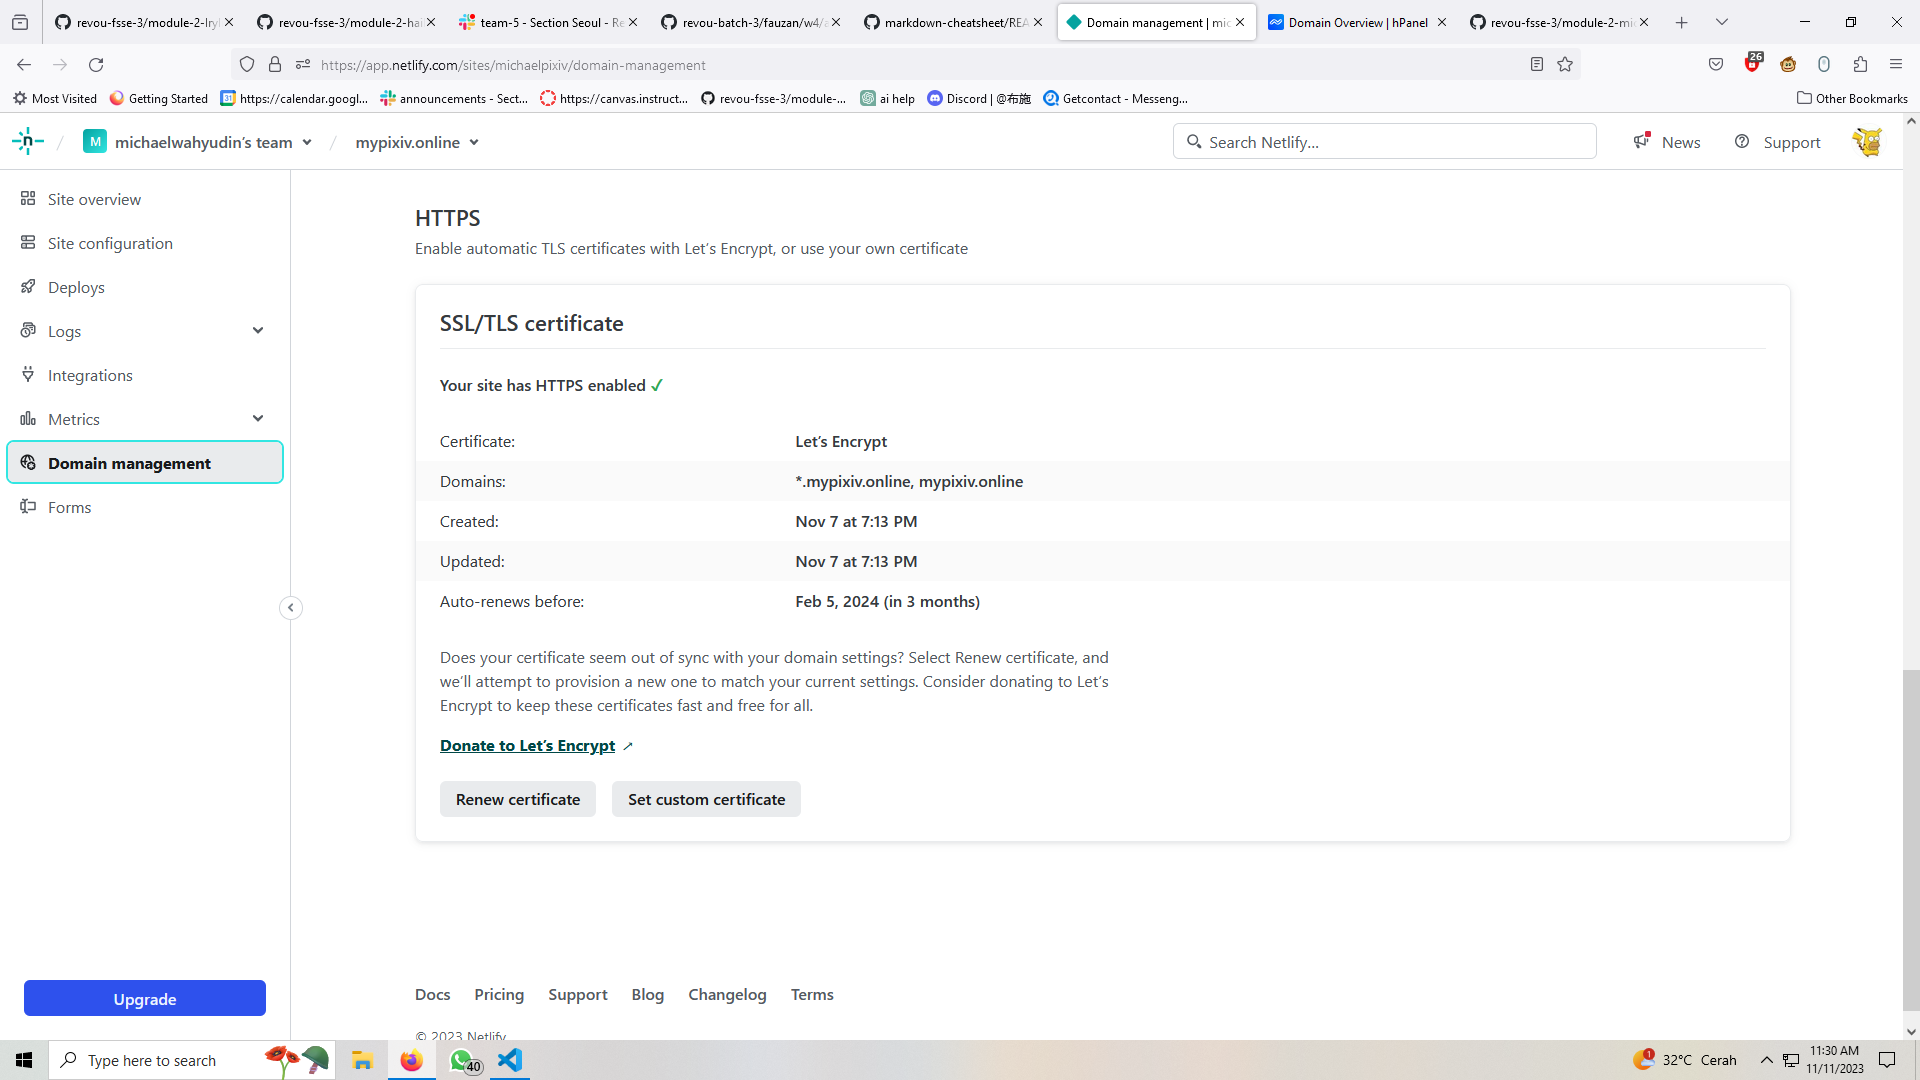 revou-fsse-3/module-2-lry
revou-fsse-3/module-2-hai
team-5 - Section Seoul - Re
revou-batch-3/fauzan/w4/a
markdown-cheatsheet/REA
Domain management | mic
Domain Overview | hPanel
revou-fsse-3/module-2-mi
https://app.netlify.com/sites/michaelpixiv/domain-management
26
Most Visited
Getting Started
https://calendar.googl...
announcements - Sect...
https://canvas.instruct...
revou-fsse-3/module-...
ai help
Discord | @布施
Getcontact - Messeng...
Other Bookmarks
M
michaelwahyudin's team
mypixiv.online
Search Netlify...
News
Support
Site overview
Site configuration
Deploys
Logs
Integrations
Metrics
Domain management
Forms
Upgrade
HTTPS
Enable automatic TLS certificates with Let's Encrypt, or use your own certificate
SSL/TLS certificate
Your site has HTTPS enabled ✓
Certificate: Let's Encrypt
Domains: *.mypixiv.online, mypixiv.online
Created: Nov 7 at 7:13 PM
Updated: Nov 7 at 7:13 PM
Auto-renews before: Feb 5, 2024 (in 3 months)
Does your certificate seem out of sync with your domain settings? Select Renew certificate, and
we'll attempt to provision a new one to match your current settings. Consider donating to Let's
Encrypt to keep these certificates fast and free for all.
Donate to Let's Encrypt ↗
Renew certificate
Set custom certificate
Docs
Pricing
Support
Blog
Changelog
Terms
© 2023 Netlify
Type here to search
40
1
32°C Cerah
11:30 AM
11/11/2023